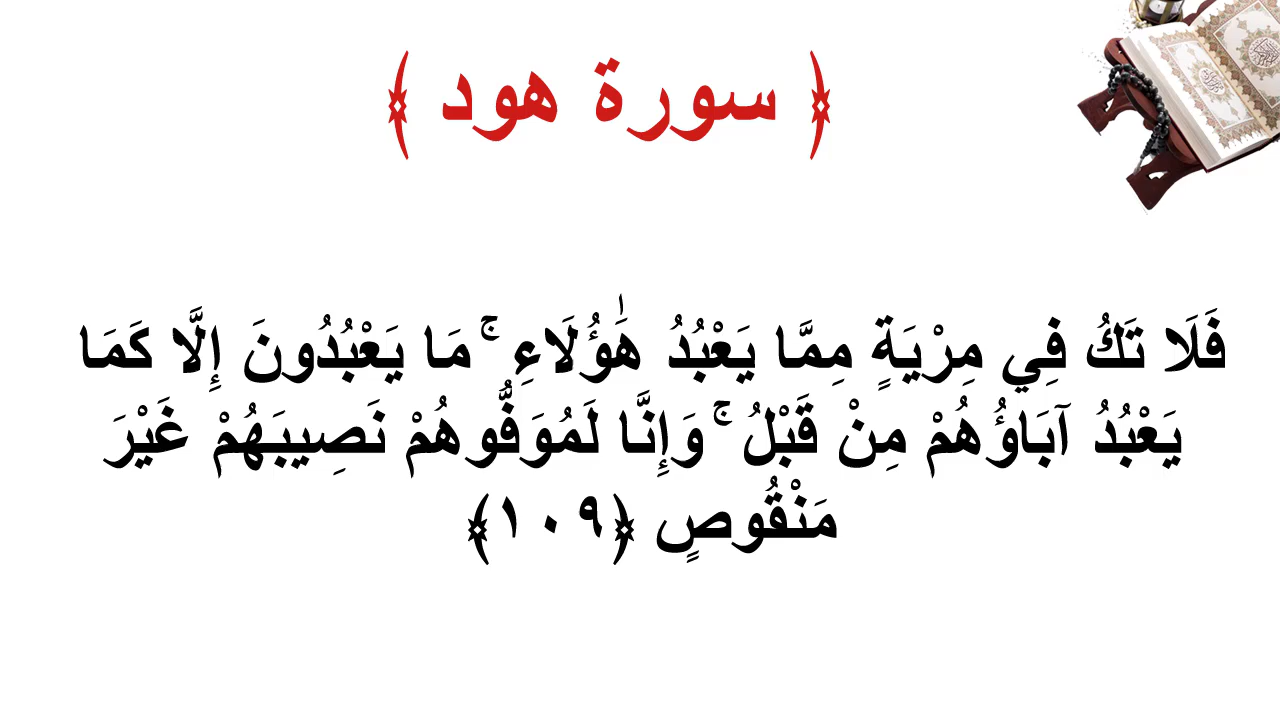 ﴿ سورة هود ﴾
فَلَا تَكُ فِي مِرْيَةٍ مِمَّا يَعْبُدُ هَٰؤُلَاءِ ۚ مَا يَعْبُدُونَ إِلَّا كَمَا
يَعْبُدُ آبَاؤُهُمْ مِنْ قَبْلُ ۚ وَإِنَّا لَمُوَفُّوهُمْ نَصِيبَهُمْ غَيْرَ
مَنْقُوصٍ ﴿١٠٩﴾